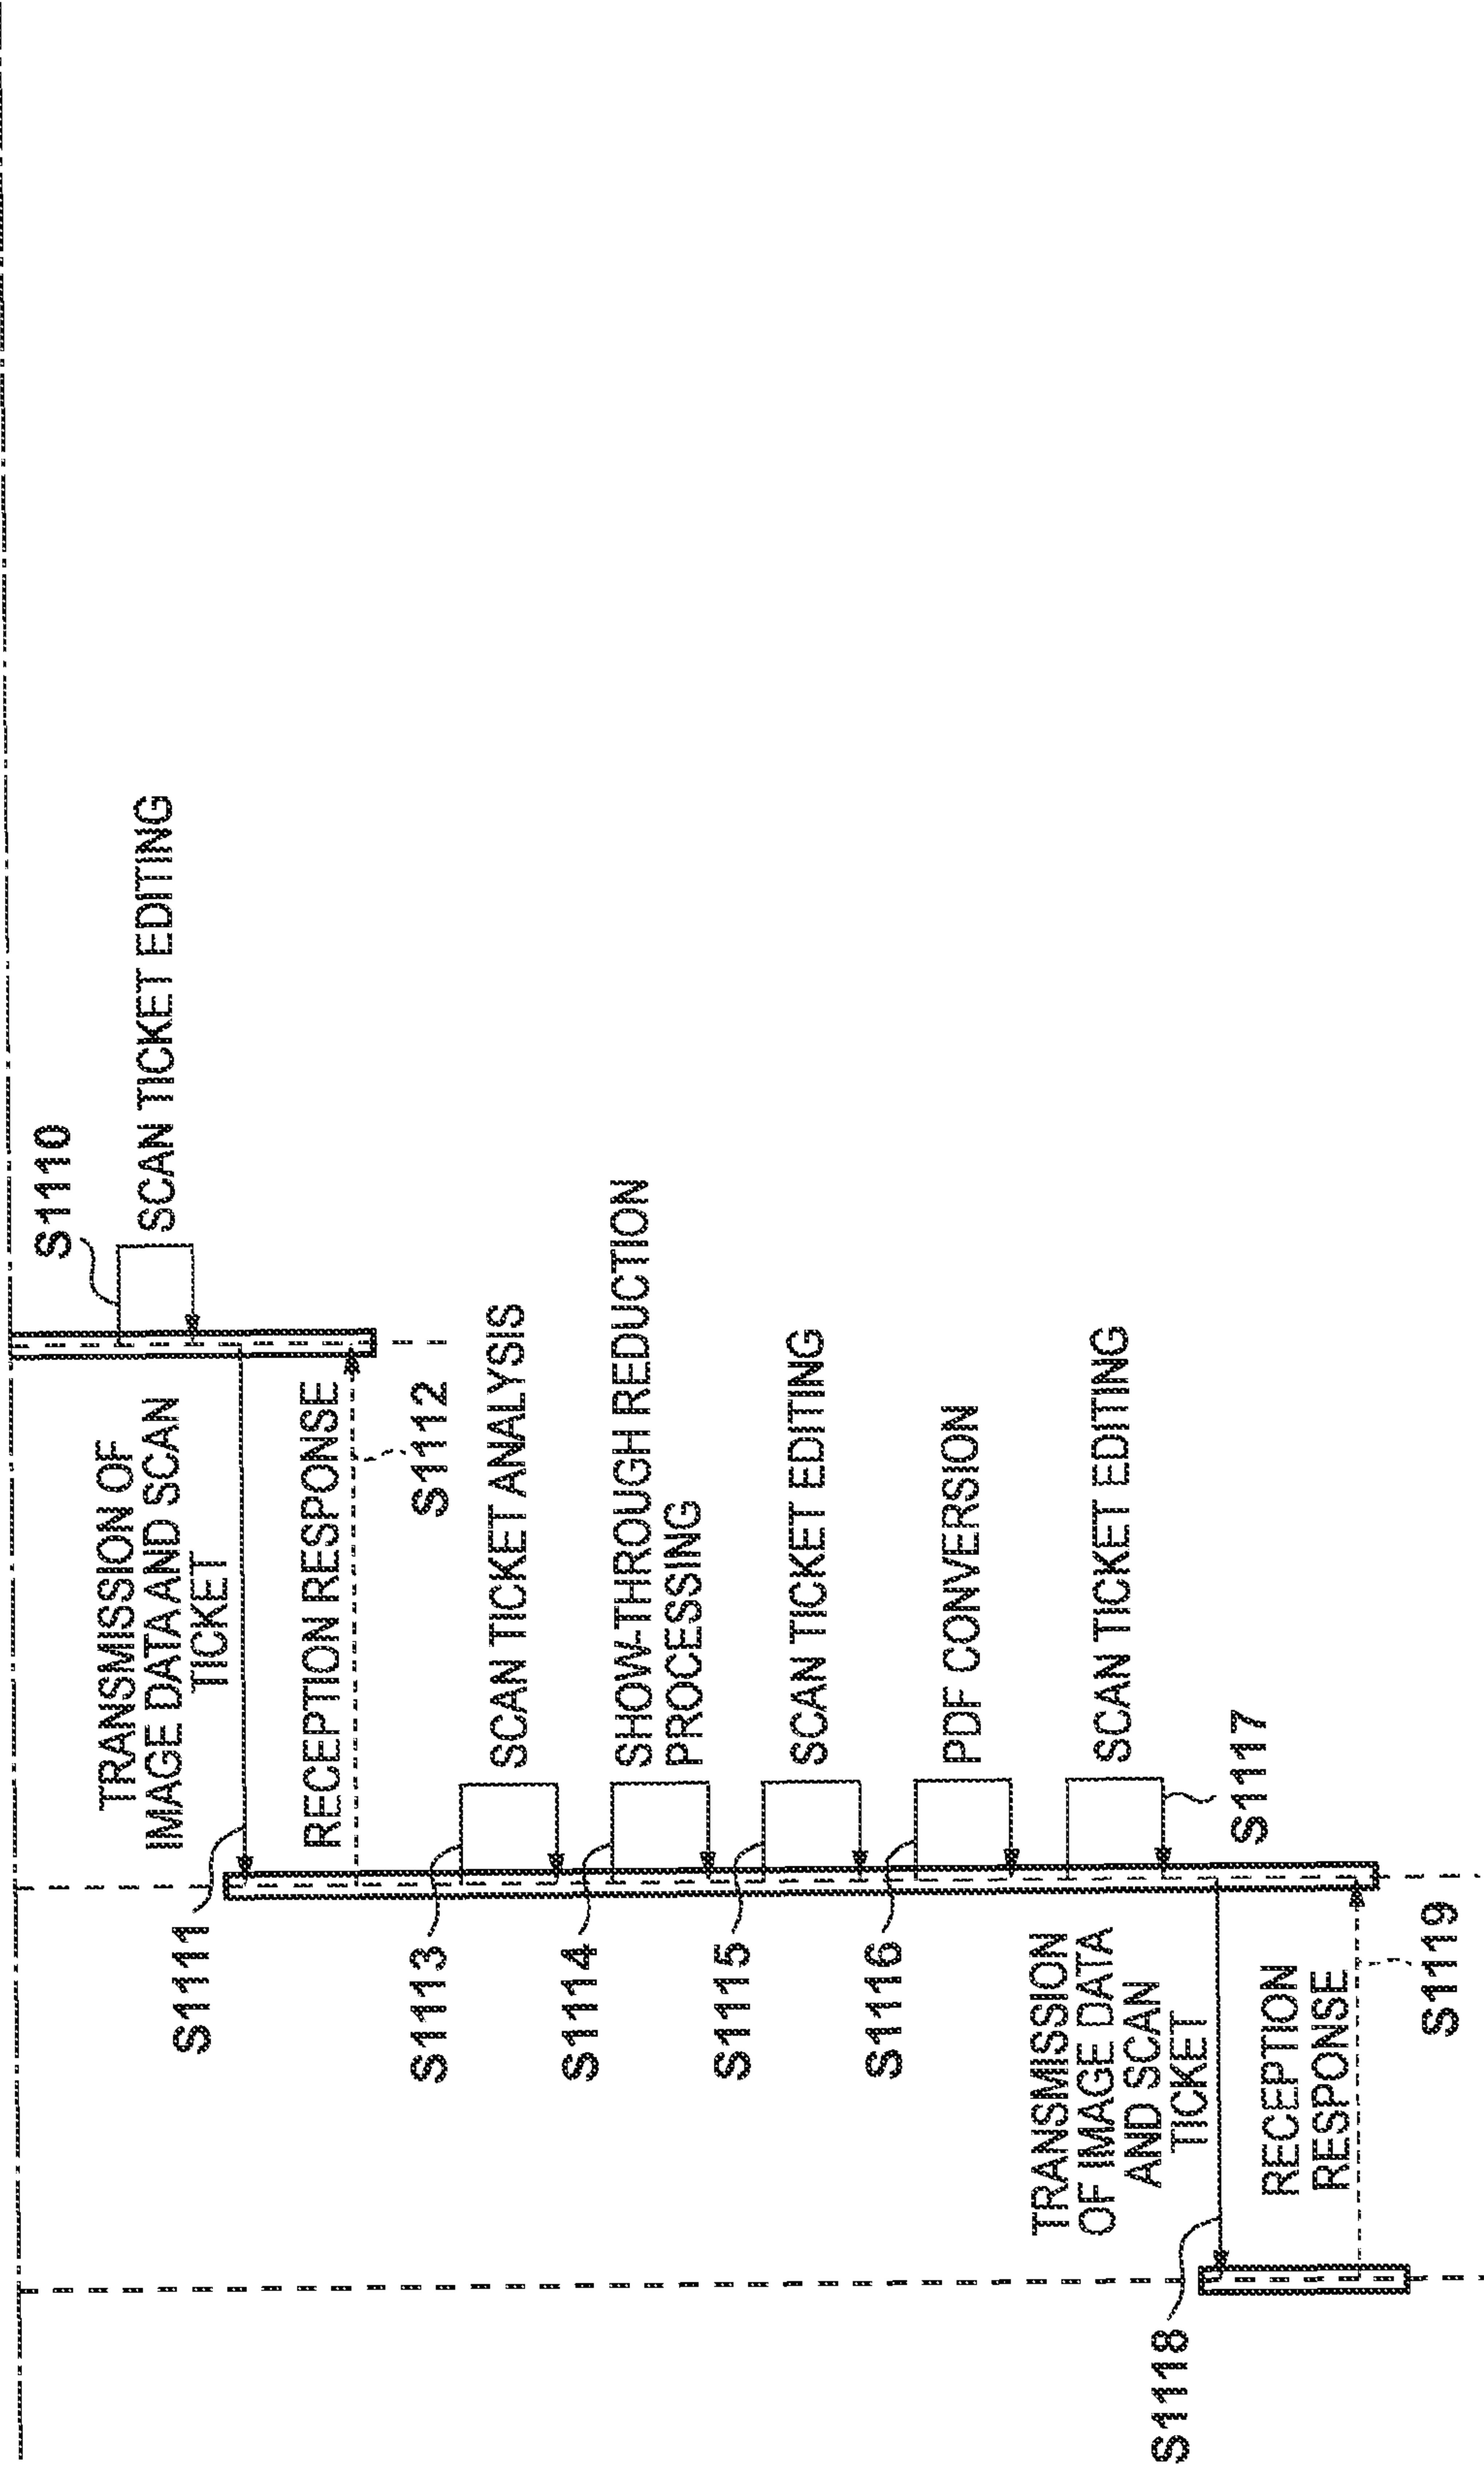 S1110
SCAN TICKET EDITING
TRANSMISSION OF
IMAGE DATA AND SCAN
TICKET
S1111
RECEPTION RESPONSE
S1112
S1113
SCAN TICKET ANALYSIS
S1114
SHOW-THROUGH REDUCTION
PROCESSING
S1115
SCAN TICKET EDITING
S1116
PDF CONVERSION
SCAN TICKET EDITING
S1117
TRANSMISSION
OF IMAGE DATA
AND SCAN
TICKET
S1118
RECEPTION
RESPONSE
S1119